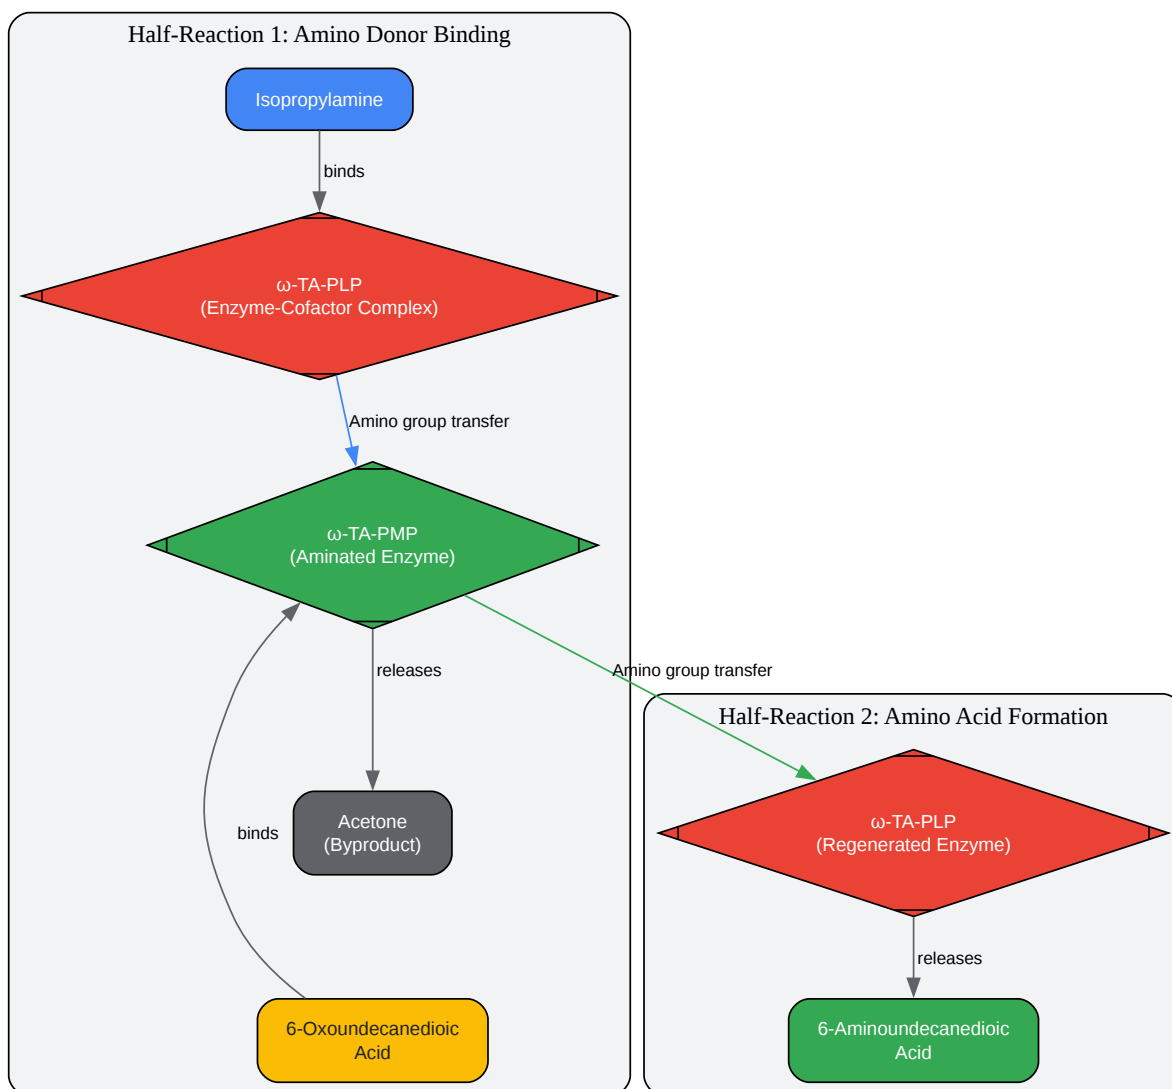 Half-Reaction 1: Amino Donor Binding
Isopropylamine
binds
ω-TA-PLP
(Enzyme-Cofactor Complex)
Amino group transfer
ω-TA-PMP
(Aminated Enzyme)
releases
Amino group transfer
Half-Reaction 2: Amino Acid Formation
Acetone
(Byproduct)
binds
ω-TA-PLP
(Regenerated Enzyme)
releases
6-Oxoundecanedioic
Acid
6-Aminoundecanedioic
Acid